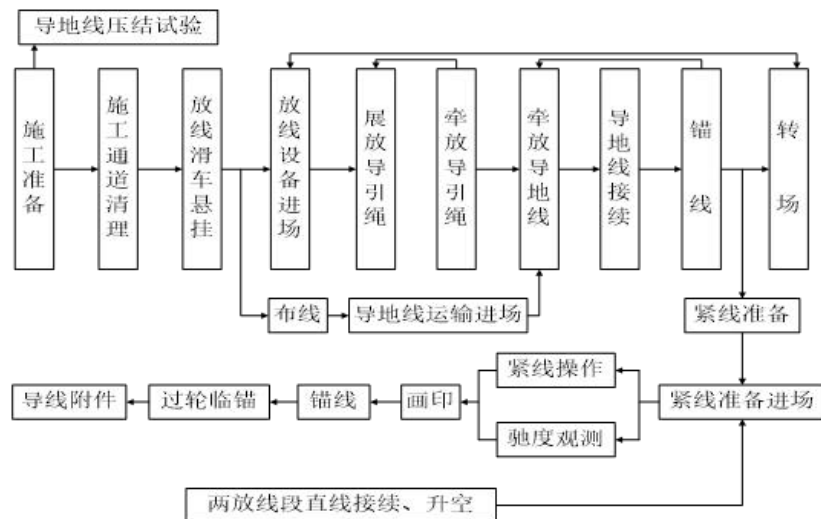 导地线压结试验
施工准备
施工通道清理
放线滑车悬挂
放线设备进场
展放导引绳
牵放导引绳
牵放导地线
导地线接续
锚线
转场
布线
导地线运输进场
紧线准备
紧线操作
导线附件
过轮临锚
锚线
画印
紧线准备进场
驰度观测
两放线段直线接续、升空